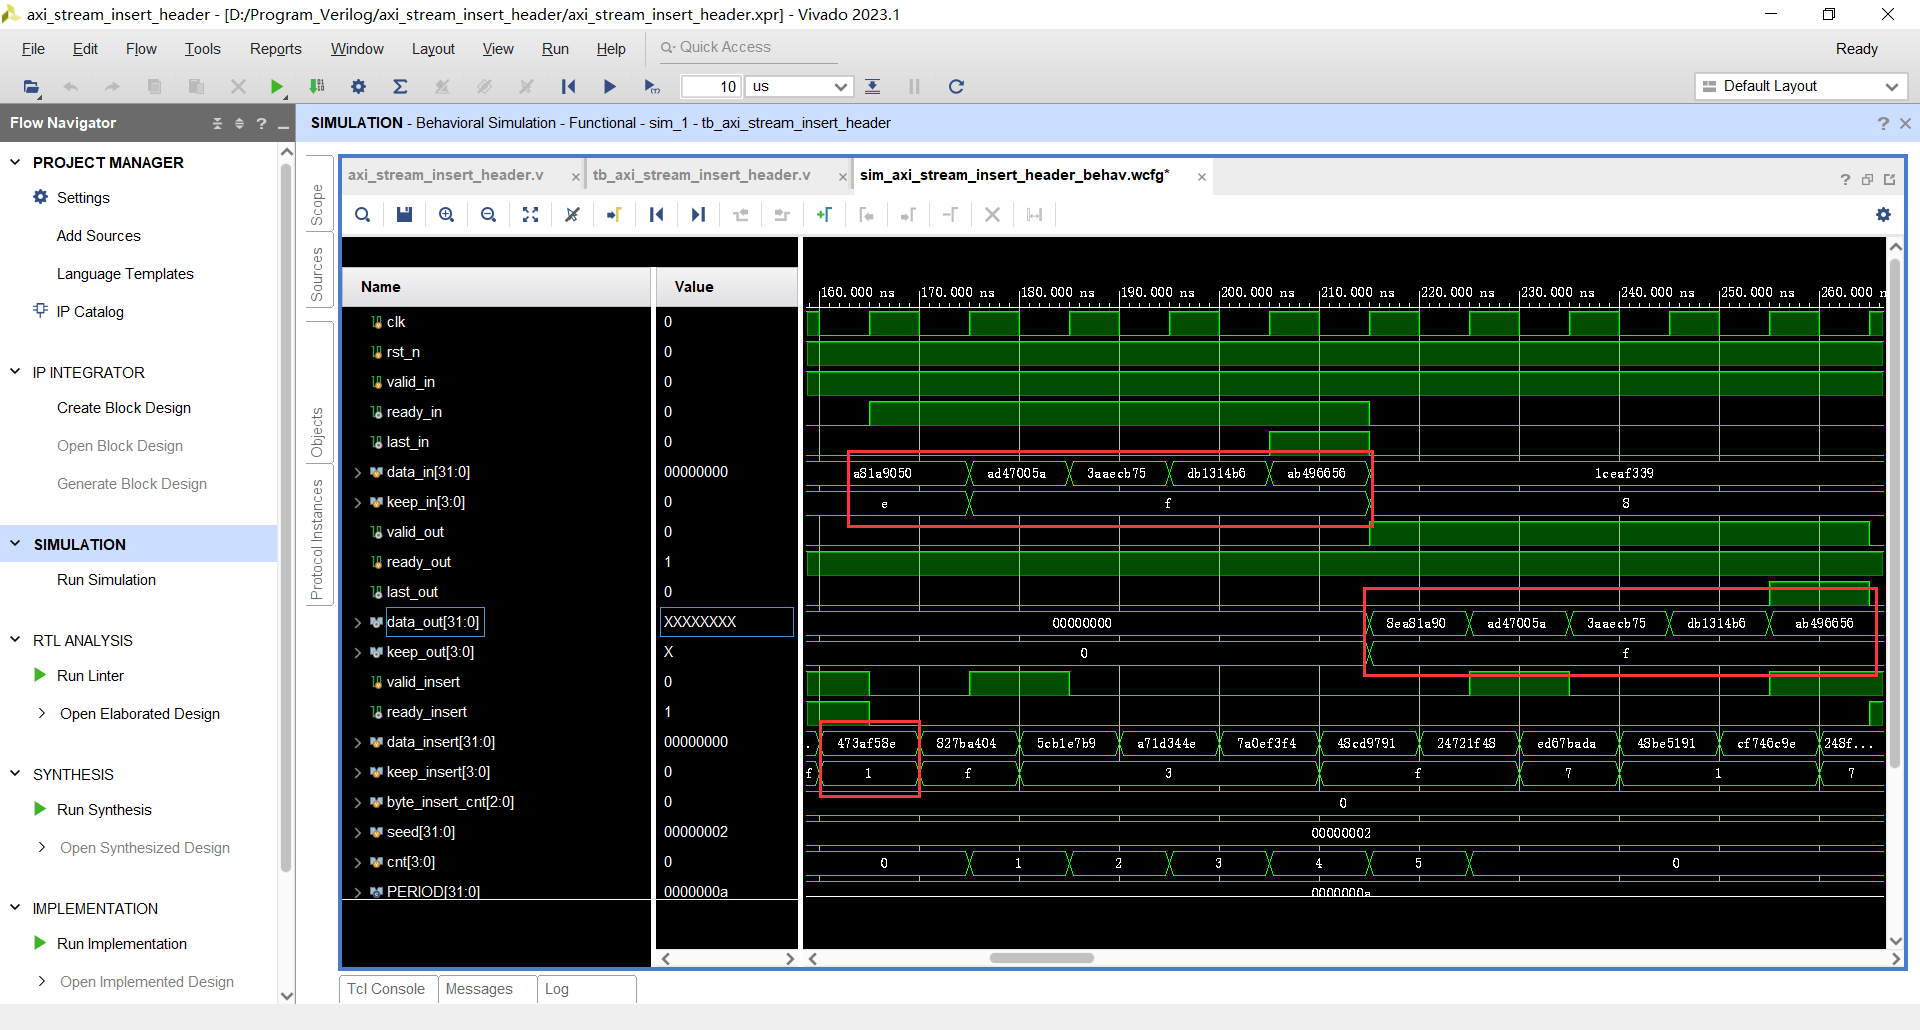 axi_stream_insert_header - [D:/Program_Verilog/axi_stream_insert_header/axi_stream_insert_header.xpr] - Vivado 2023.1
File Edit Flow Tools Reports Window Layout View Run Help Quick Access Ready
10 us Default Layout
Flow Navigator
SIMULATION - Behavioral Simulation - Functional - sim_1 - tb_axi_stream_insert_header
PROJECT MANAGER
Settings
Add Sources
Language Templates
IP Catalog
IP INTEGRATOR
Create Block Design
Open Block Design
Generate Block Design
SIMULATION
Run Simulation
RTL ANALYSIS
Run Linter
Open Elaborated Design
SYNTHESIS
Run Synthesis
Open Synthesized Design
IMPLEMENTATION
Run Implementation
Open Implemented Design
Scope
Sources
Objects
Protocol Instances
axi_stream_insert_header.v tb_axi_stream_insert_header.v sim_axi_stream_insert_header_behav.wcfg*
Name Value
160.000 ns 170.000 ns 180.000 ns 190.000 ns 200.000 ns 210.000 ns 220.000 ns 230.000 ns 240.000 ns 250.000 ns 260.000 n
clk 0
rst_n 0
valid_in 0
ready_in 0
last_in 0
data_in[31:0] 00000000 a81a9050 ad47005a 3aaecb75 db1314b6 ab496656 1ceaf339
keep_in[3:0] 0 e f 8
valid_out 0
ready_out 1
last_out 0
data_out[31:0] XXXXXXXX 00000000 8ea81a90 ad47005a 3aaecb75 db1314b6 ab496656
keep_out[3:0] X 0 f
valid_insert 0
ready_insert 1
data_insert[31:0] 00000000 . 473af58e 827ba404 5cb1e7b9 a71d344e 7a0ef3f4 48cd9791 24721f48 ed67bada 48be5191 cf746c9e 248f...
keep_insert[3:0] 0 f 1 f 3 f 7 1 7
byte_insert_cnt[2:0] 0 0
seed[31:0] 00000002 00000002
cnt[3:0] 0 0 1 2 3 4 5 0
PERIOD[31:0] 0000000a 0000000a
Tcl Console Messages Log